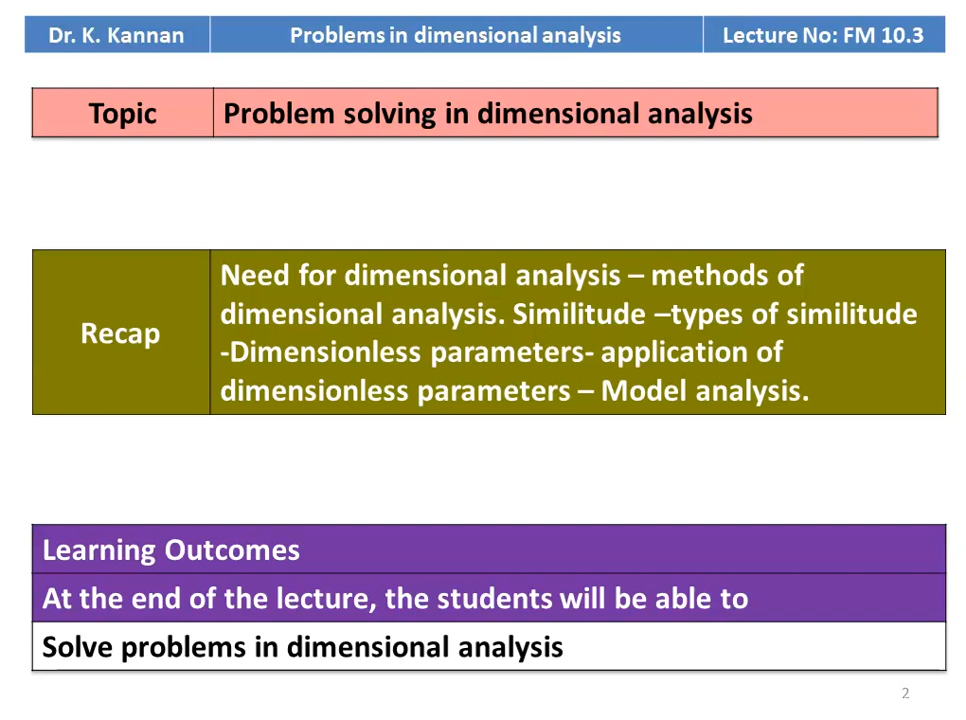 Dr. K. Kannan Problems in dimensional analysis Lecture No: FM 10.3
Topic Problem solving in dimensional analysis
Recap
Need for dimensional analysis – methods of
dimensional analysis. Similitude –types of similitude
-Dimensionless parameters- application of
dimensionless parameters – Model analysis.
Learning Outcomes
At the end of the lecture, the students will be able to
Solve problems in dimensional analysis
2